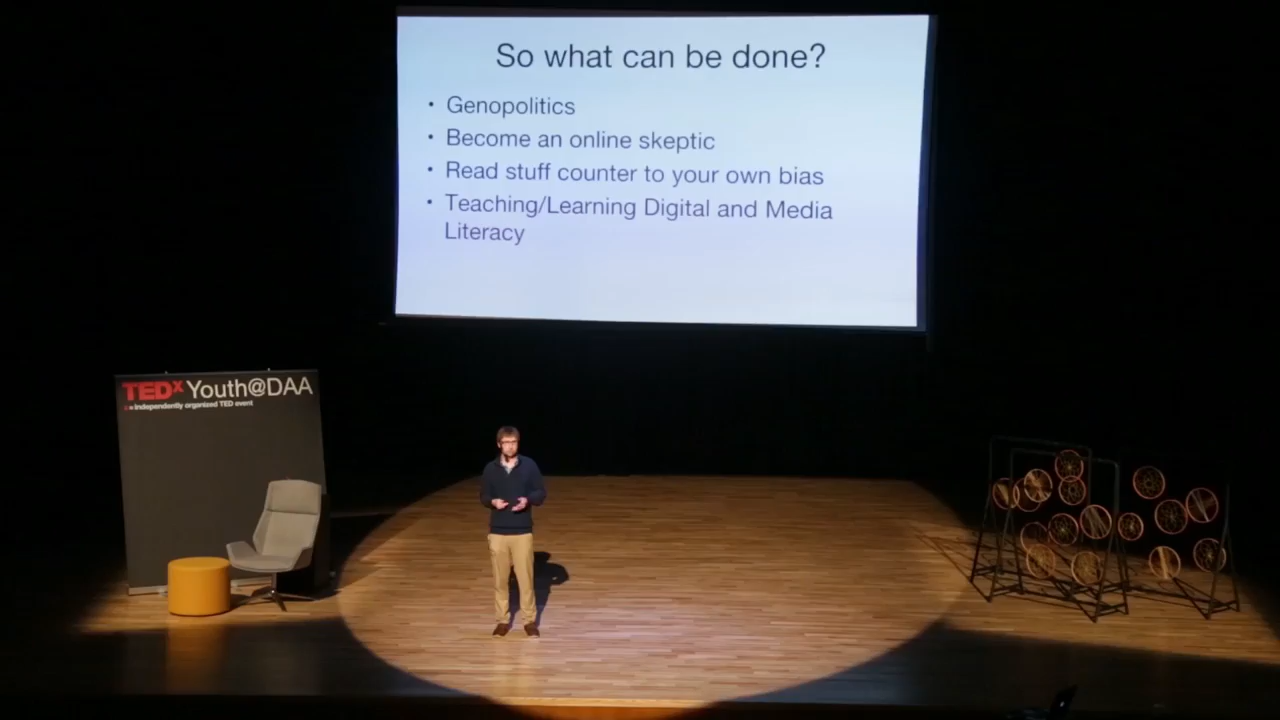 So what can be done?
• Genopolitics
• Become an online skeptic
• Read stuff counter to your own bias
• Teaching/Learning Digital and Media
Literacy
TEDx Youth@DAA
x = independently organized TED event